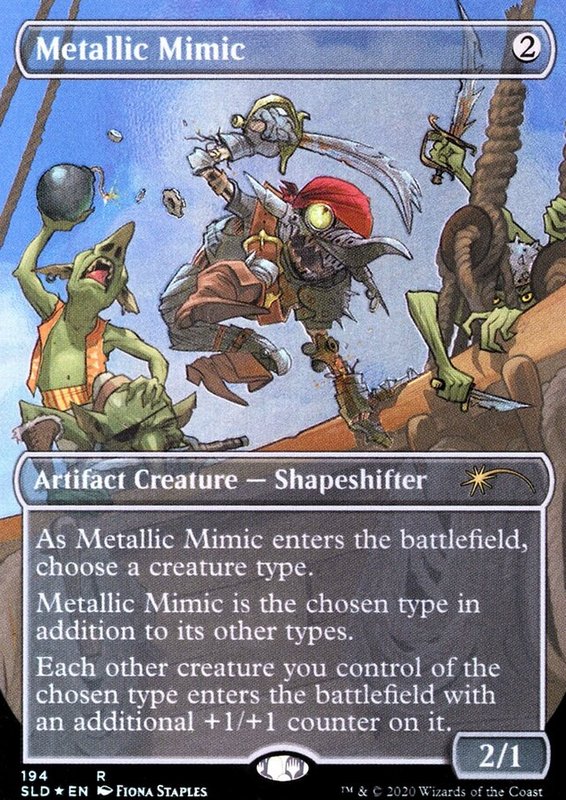 Metallic Mimic 2
Artifact Creature — Shapeshifter
As Metallic Mimic enters the battlefield,
choose a creature type.
Metallic Mimic is the chosen type in
addition to its other types.
Each other creature you control of the
chosen type enters the battlefield with
an additional +1/+1 counter on it.
2/1
194 R
SLD ★ EN Fiona Staples ™ & © 2020 Wizards of the Coast